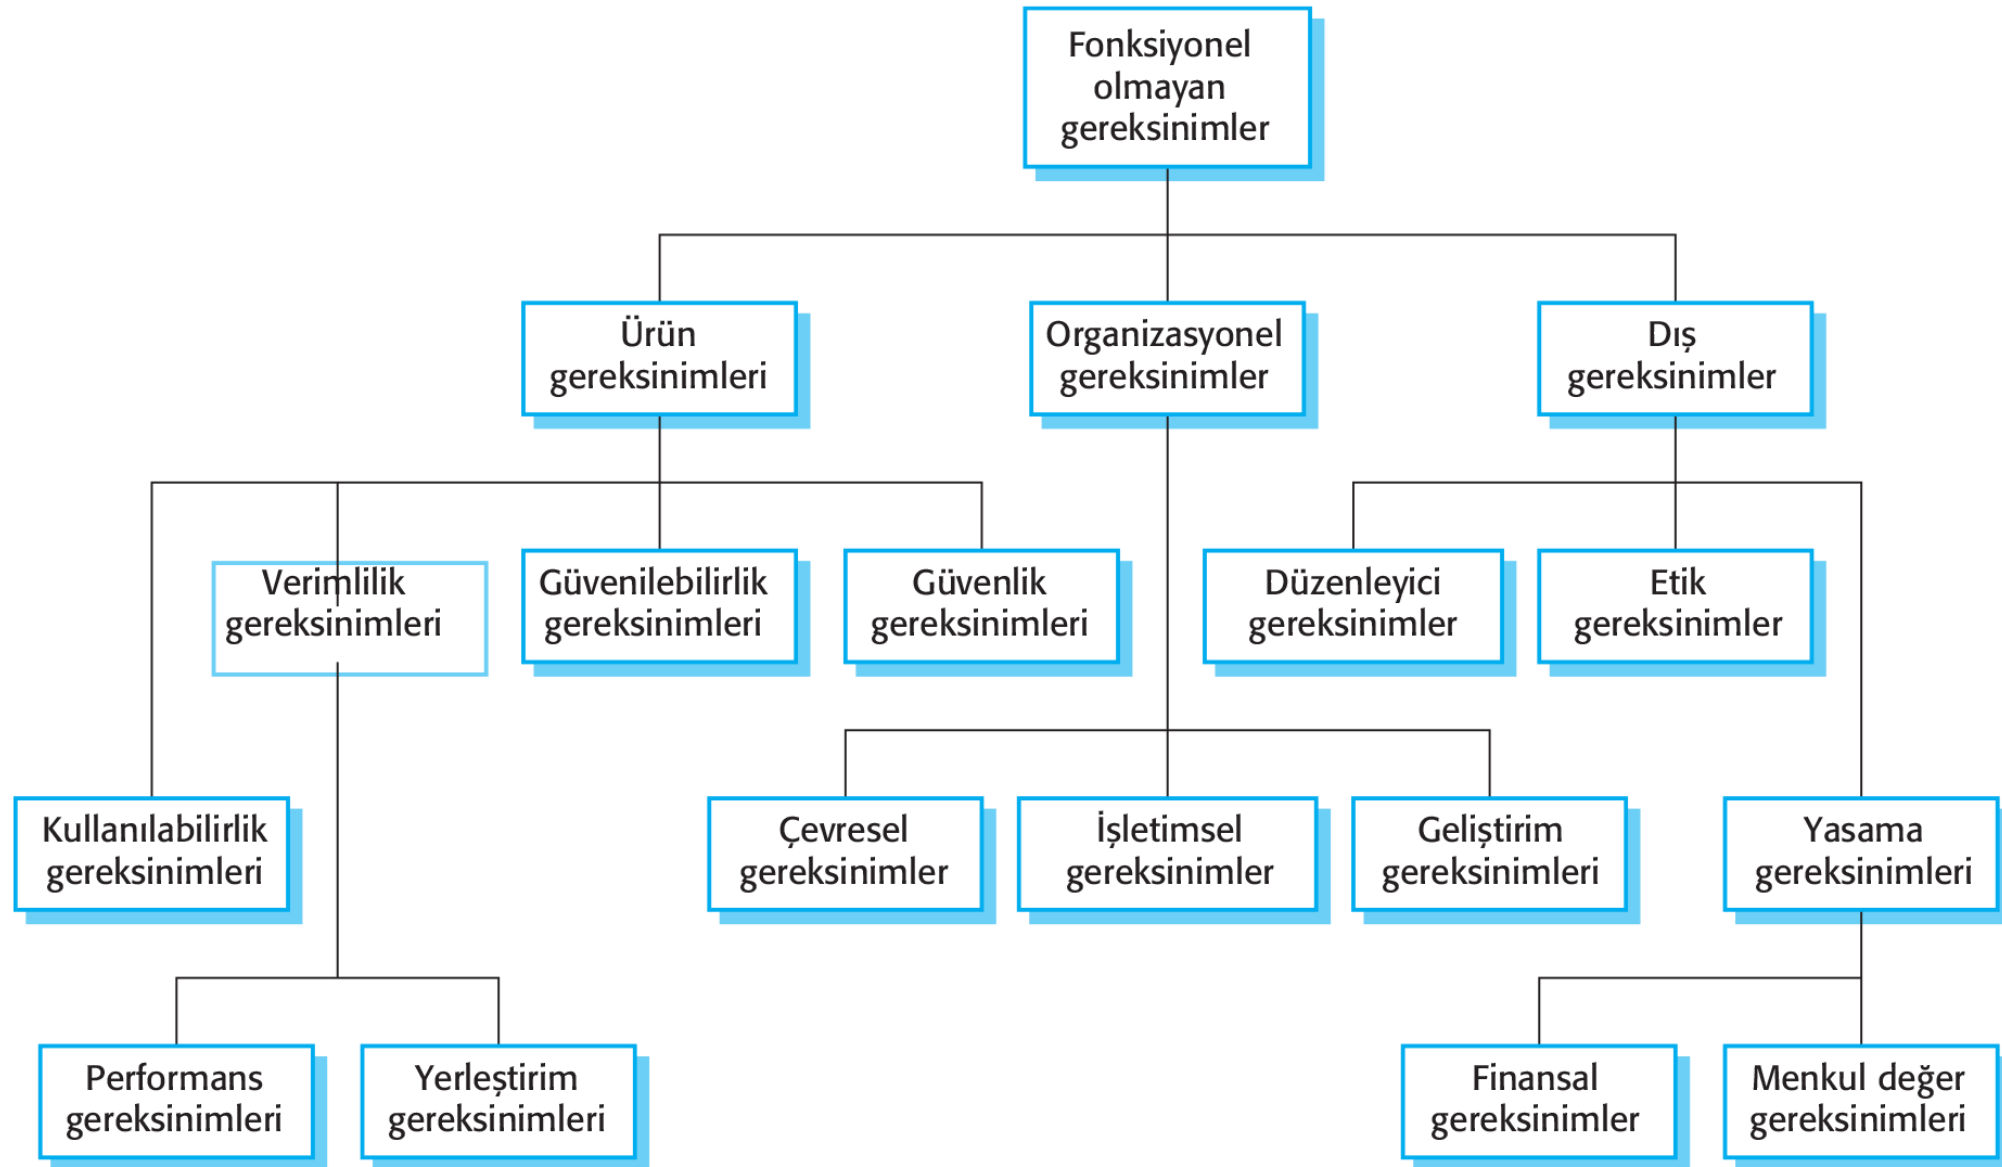 Fonksiyonel
olmayan
gereksinimler
Ürün
gereksinimleri
Organizasyonel
gereksinimler
Dış
gereksinimler
Verimlilik
gereksinimleri
Güvenilebilirlik
gereksinimleri
Güvenlik
gereksinimleri
Düzenleyici
gereksinimler
Etik
gereksinimler
Kullanılabilirlik
gereksinimleri
Çevresel
gereksinimler
İşletimsel
gereksinimler
Geliştirim
gereksinimleri
Yasama
gereksinimleri
Performans
gereksinimleri
Yerleştirim
gereksinimleri
Finansal
gereksinimler
Menkul değer
gereksinimleri